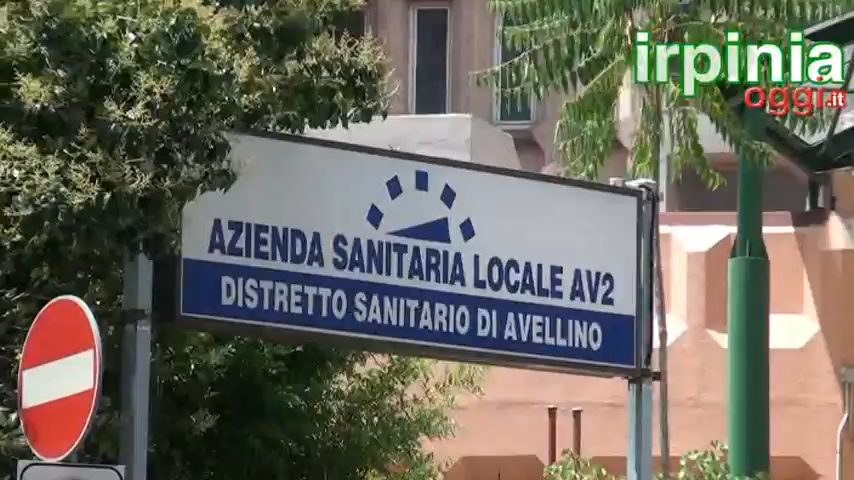 irpinia
oggi.it
AZIENDA SANITARIA LOCALE AV2
DISTRETTO SANITARIO DI AVELLINO